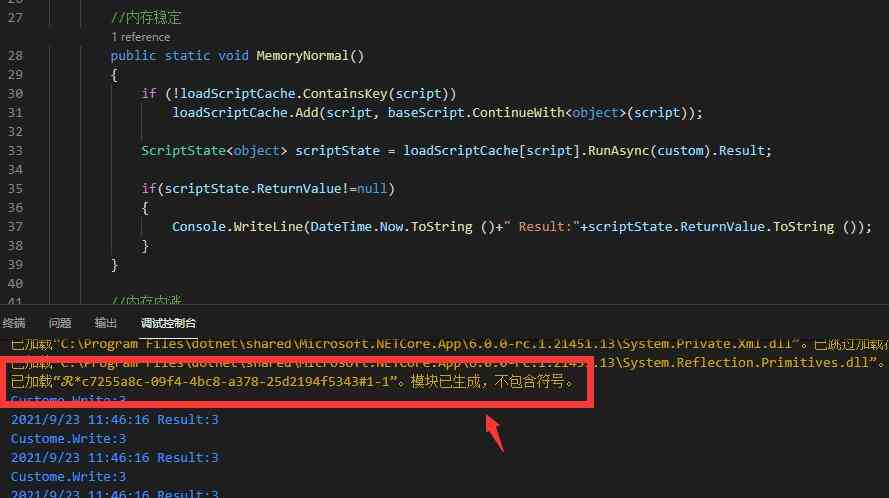 27 //内存稳定
1 reference
28 public static void MemoryNormal()
29 {
30 if (!loadScriptCache.ContainsKey(script))
31 loadScriptCache.Add(script, baseScript.ContinueWith<object>(script));
32
33 ScriptState<object> scriptState = loadScriptCache[script].RunAsync(custom).Result;
34
35 if(scriptState.ReturnValue!=null)
36 {
37 Console.WriteLine(DateTime.Now.ToString ()+" Result:"+scriptState.ReturnValue.ToString ());
38 }
39 }
40
41 //内存内涨
终端 问题 输出 调试控制台
已加载“C:\Program Files\dotnet\shared\Microsoft.NETCore.App\6.0.0-rc.1.21451.13\System.Private.Xml.dll”。已跳过加载符
已加载“C:\Program Files\dotnet\shared\Microsoft.NETCore.App\6.0.0-rc.1.21451.13\System.Reflection.Primitives.dll”。
已加载“ℛ*c7255a8c-09f4-4bc8-a378-25d2194f5343#1-1”。模块已生成，不包含符号。
Custome.Write:3
2021/9/23 11:46:16 Result:3
Custome.Write:3
2021/9/23 11:46:16 Result:3
Custome.Write:3
2021/9/23 11:46:16 Result:3